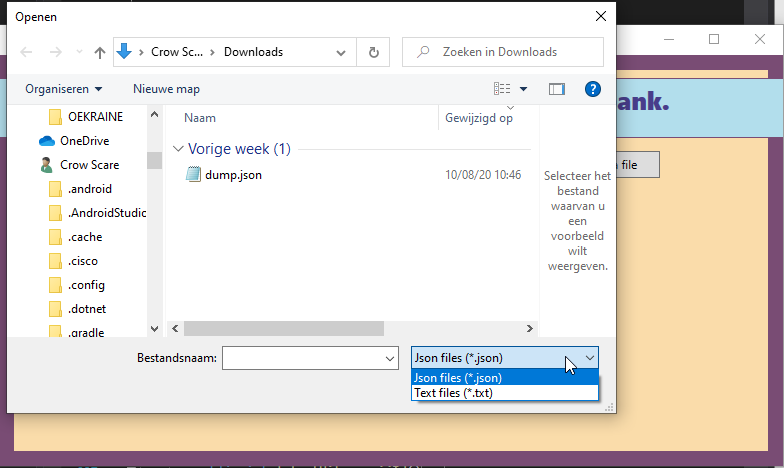 Openen
Crow Sc... > Downloads
Zoeken in Downloads
Organiseren
Nieuwe map
ank.
file
OEKRAINE
OneDrive
Crow Scare
.android
.AndroidStudic
.cache
.cisco
.config
.dotnet
.gradle
Naam
Gewijzigd op
Vorige week (1)
dump.json
10/08/20 10:46
Selecteer het
bestand
waarvan u
een
voorbeeld
wilt
weergeven.
Bestandsnaam:
Json files (*.json)
Json files (*.json)
Text files (*.txt)